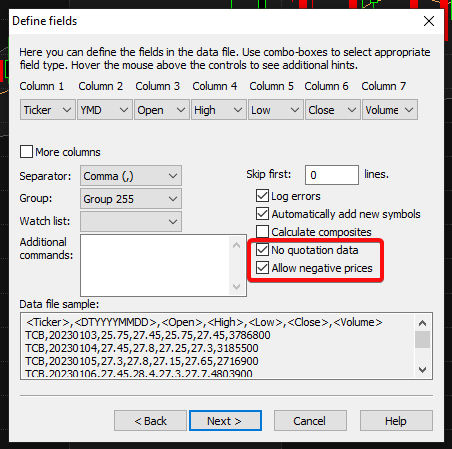 Define fields
Here you can define the fields in the data file. Use combo-boxes to select appropriate
field type. Hover the mouse above the controls to see additional hints.
Column 1 Column 2 Column 3 Column 4 Column 5 Column 6 Column 7
Ticker YMD Open High Low Close Volume
More columns
Separator: Comma (,)
Skip first: 0 lines.
Group: Group 255
Log errors
Watch list:
Automatically add new symbols
Calculate composites
Additional
commands:
No quotation data
Allow negative prices
Data file sample:
<Ticker>,<DTYYYYMMDD>,<Open>,<High>,<Low>,<Close>,<Volume>
TCB,20230103,25.75,27.45,25.75,27.45,3786800
TCB,20230104,27.45,27.8,27.25,27.3,3185500
TCB,20230105,27.3,27.8,27.15,27.65,2716900
TCB,20230106,27.45,28.4,27.3,27.7,4803900
< Back Next > Cancel Help